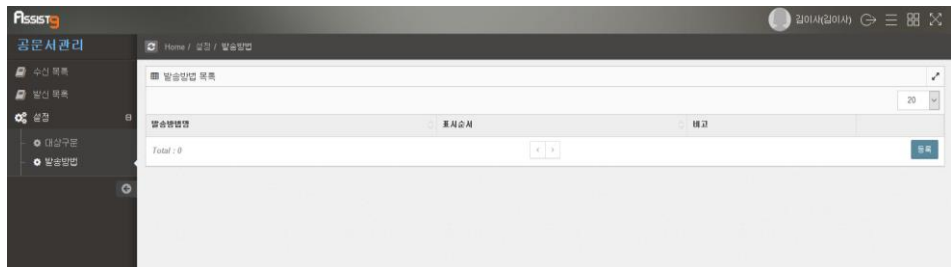 Assist9
김이사(김이사)
공문서관리
Home / 설정 / 발송방법
수신 목록
발신 목록
설정
대상구분
발송방법
발송방법 목록
20
발송방법명 표시순서 비고
Total : 0
등록